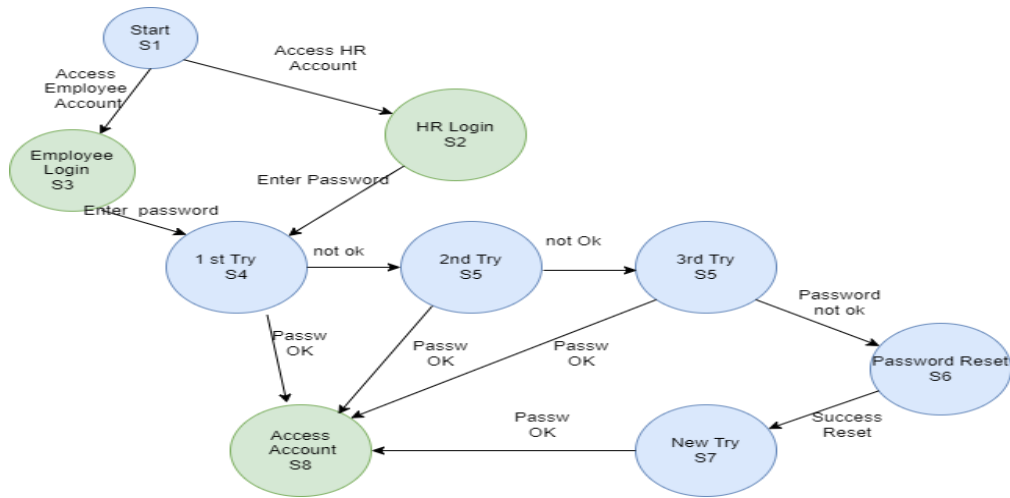 Start
S1
Access HR
Account
Access
Employee
Account
HR Login
S2
Employee
Login
S3
Enter Password
Enter password
1 st Try
S4
not ok
2nd Try
S5
not Ok
3rd Try
S5
Password
not ok
Passw
OK
Passw
OK
Passw
OK
Password Reset
S6
Success
Reset
Passw
OK
Access
Account
S8
New Try
S7